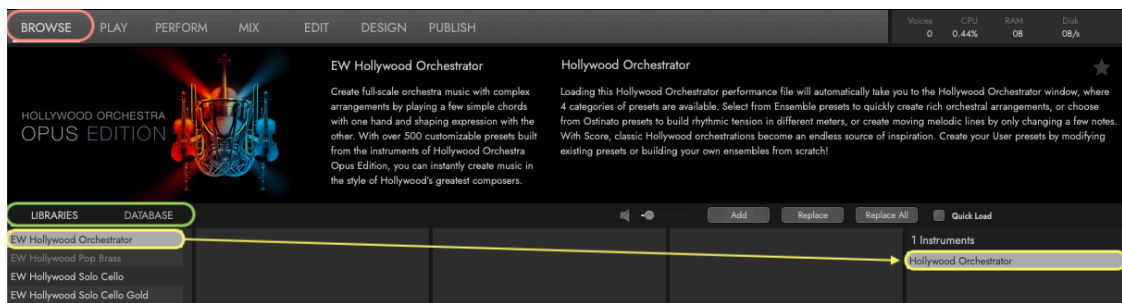 BROWSE PLAY PERFORM MIX EDIT DESIGN PUBLISH
Voices CPU RAM Disk
0 0.44% 0B 0B/s
HOLLYWOOD ORCHESTRA
OPUS EDITION
EW Hollywood Orchestrator
Create full-scale orchestra music with complex
arrangements by playing a few simple chords
with one hand and shaping expression with the
other. With over 500 customizable presets built
from the instruments of Hollywood Orchestra
Opus Edition, you can instantly create music in
the style of Hollywood's greatest composers.
Hollywood Orchestrator
Loading this Hollywood Orchestrator performance file will automatically take you to the Hollywood Orchestrator window, where
4 categories of presets are available. Select from Ensemble presets to quickly create rich orchestral arrangements, or choose
from Ostinato presets to build rhythmic tension in different meters, or create moving melodic lines by only changing a few notes.
With Score, classic Hollywood orchestrations become an endless source of inspiration. Create your User presets by modifying
existing presets or building your own ensembles from scratch!
LIBRARIES DATABASE
Add Replace Replace All Quick Load
EW Hollywood Orchestrator
EW Hollywood Pop Brass
EW Hollywood Solo Cello
EW Hollywood Solo Cello Gold
1 Instruments
Hollywood Orchestrator